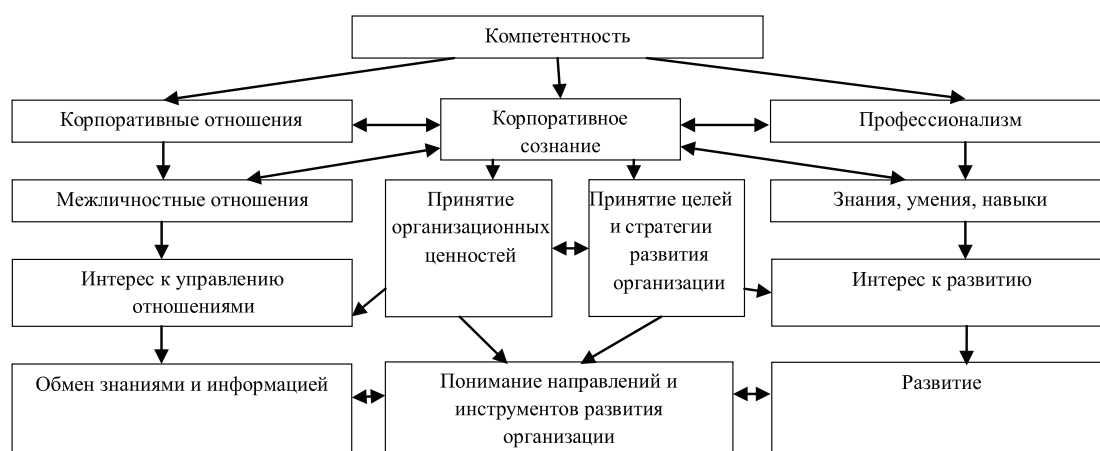 Компетентность
Корпоративные отношения
Корпоративное
сознание
Профессионализм
Межличностные отношения
Принятие
организационных
ценностей
Принятие целей
и стратегии
развития
организации
Знания, умения, навыки
Интерес к управлению
отношениями
Интерес к развитию
Обмен знаниями и информацией
Понимание направлений и
инструментов развития
организации
Развитие